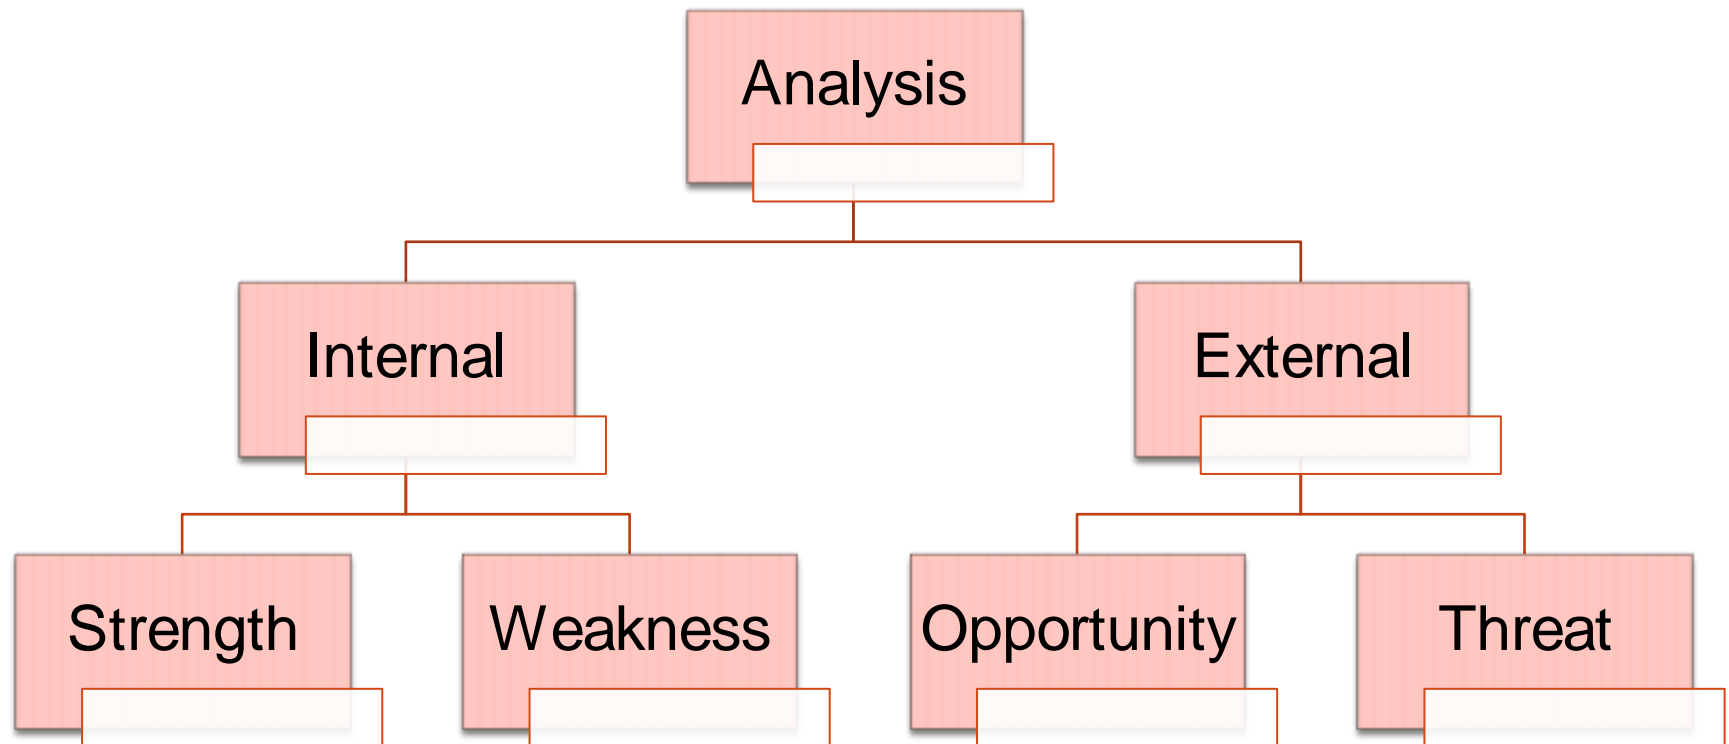 Analysis
Internal
External
Strength
Weakness
Opportunity
Threat